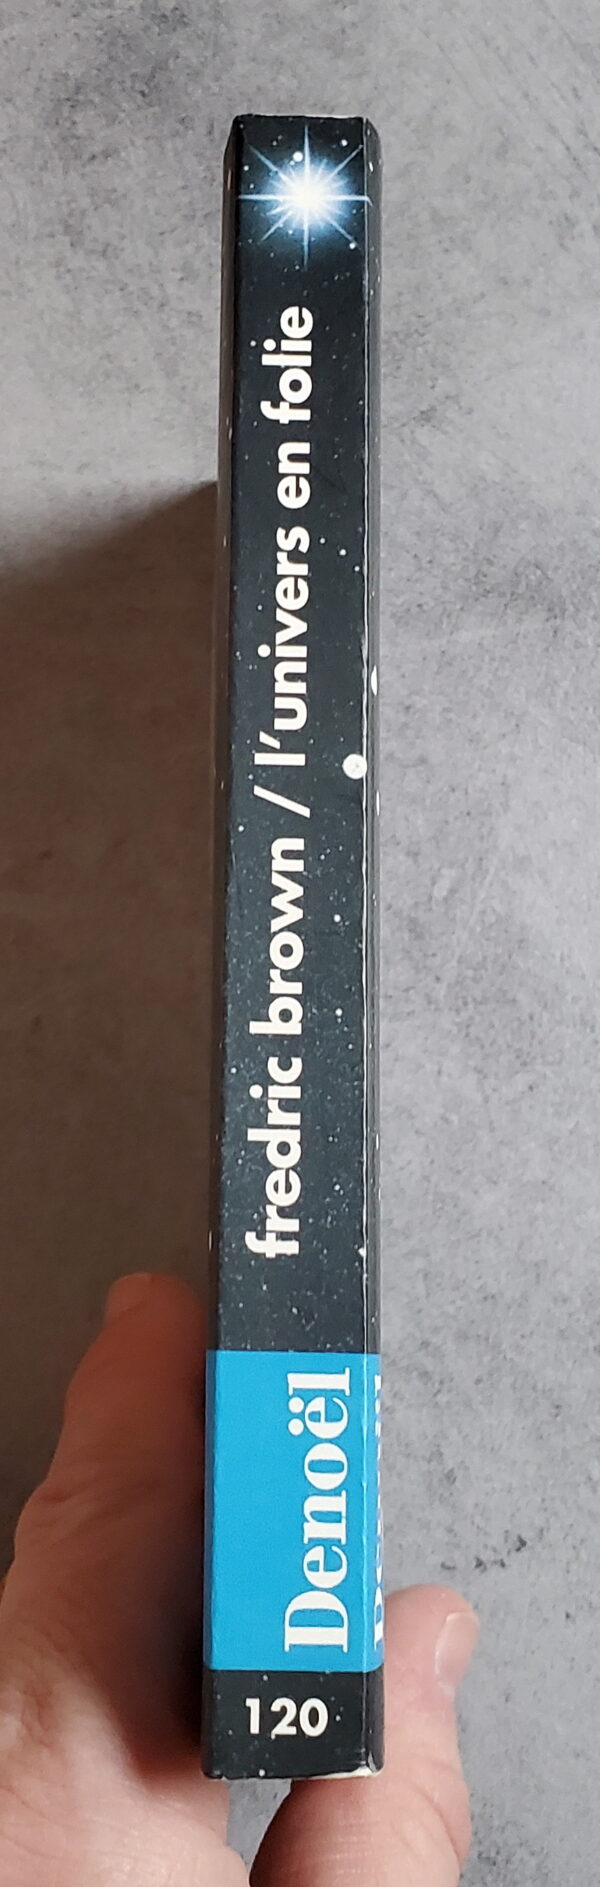 fredric brown / l'univers en folie
Denoël
120